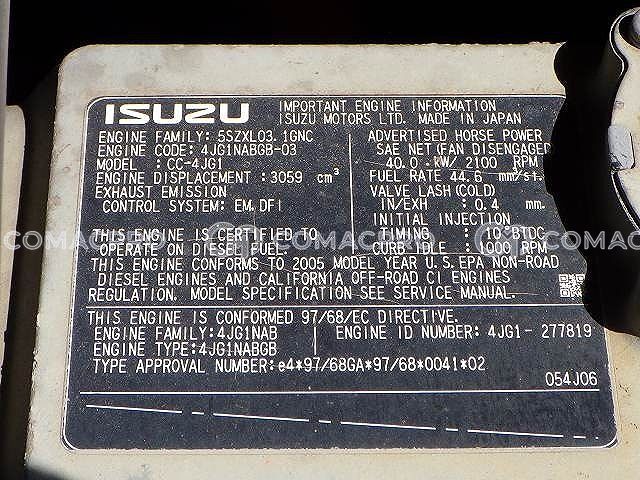 ISUZU
IMPORTANT ENGINE INFORMATION
ISUZU MOTORS LTD. MADE IN JAPAN
ENGINE FAMILY: 5SZXL03.1GNC
ENGINE CODE: 4JG1NABGB-03
MODEL : CC-4JG1
ENGINE DISPLACEMENT:3059 cm³
EXHAUST EMISSION
CONTROL SYSTEM: EM,DFI
THIS ENGINE IS CERTIFIED TO
OPERATE ON DIESEL FUEL.
ADVERTISED HORSE POWER
SAE NET(FAN DISENGAGED
40.0 kW/ 2100 RPM
FUEL RATE 44.6 mm³/st.
VALVE LASH(COLD)
IN/EXH : 0.4 mm.
INITIAL INJECTION
TIMING : 10°BTDC
CURB IDLE : 1000 RPM
THIS ENGINE CONFORMS TO 2005 MODEL YEAR U.S.EPA NON-ROAD
DIESEL ENGINES AND CALIFORNIA OFF-ROAD CI ENGINES
REGULATION. MODEL SPECIFICATION SEE SERVICE MANUAL.
THIS ENGINE IS CONFORMED 97/68/EC DIRECTIVE.
ENGINE FAMILY:4JG1NAB
ENGINE ID NUMBER: 4JG1- 277819
ENGINE TYPE:4JG1NABGB
TYPE APPROVAL NUMBER:e4*97/68GA*97/68*0041*02
054J06
COMACPRO COMACPRO COMACPRO